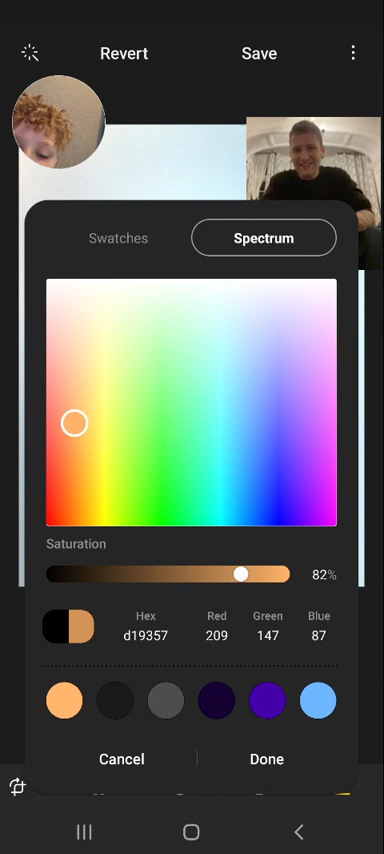 Revert Save
Swatches Spectrum
Saturation
82%
Hex Red Green Blue
d19357 209 147 87
Cancel Done